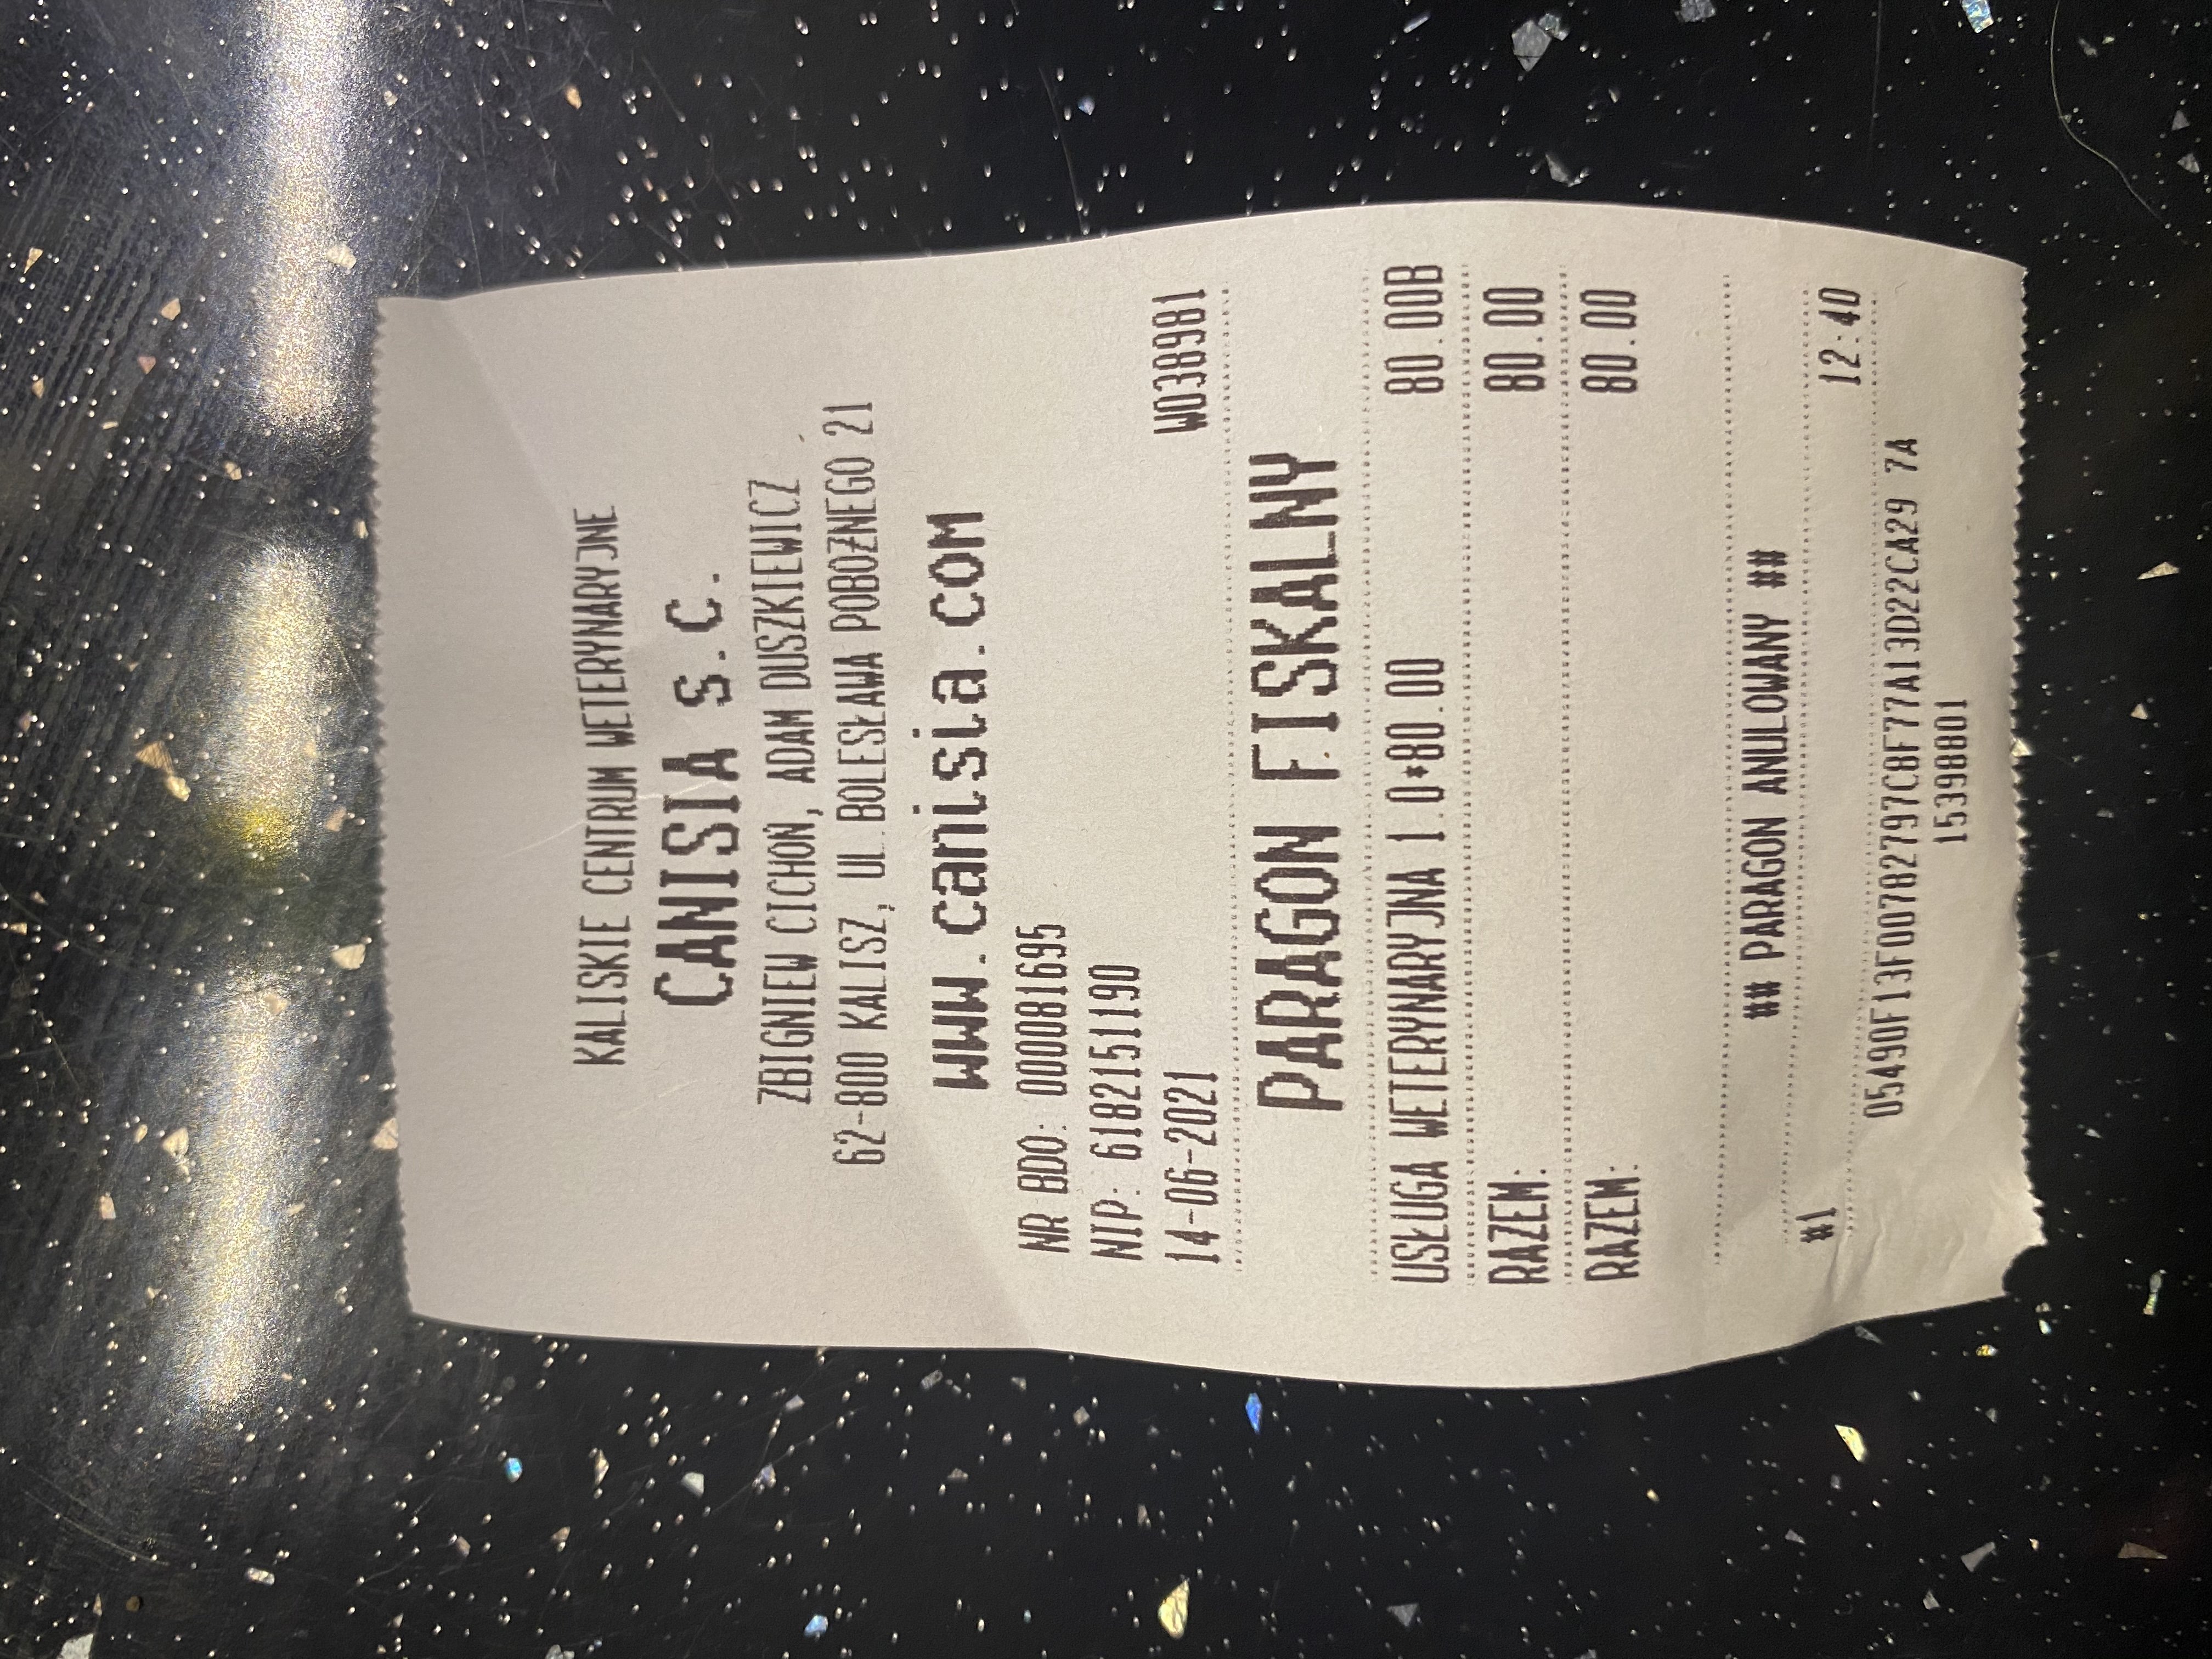 KALISKIE CENTRUM WETERYNARYJNE
CANISIA s.c.
ZBIGNIEW CICHOŃ, ADAM DUSZKIEWICZ
62-800 KALISZ, UL.BOLESŁAWA POBOŻNEGO 21
www.canisia.com
NR BDO: 000081695
NIP: 6182151190
14-06-2021 W038981
PARAGON FISKALNY
USŁUGA WETERYNARYJNA 1.0*80.00 80.00B
RAZEM: 80.00
RAZEM: 80.00
## PARAGON ANULOWANY ##
#1 12:40
05490F13F00782797C8F77A13D22CA29 7A
15398801